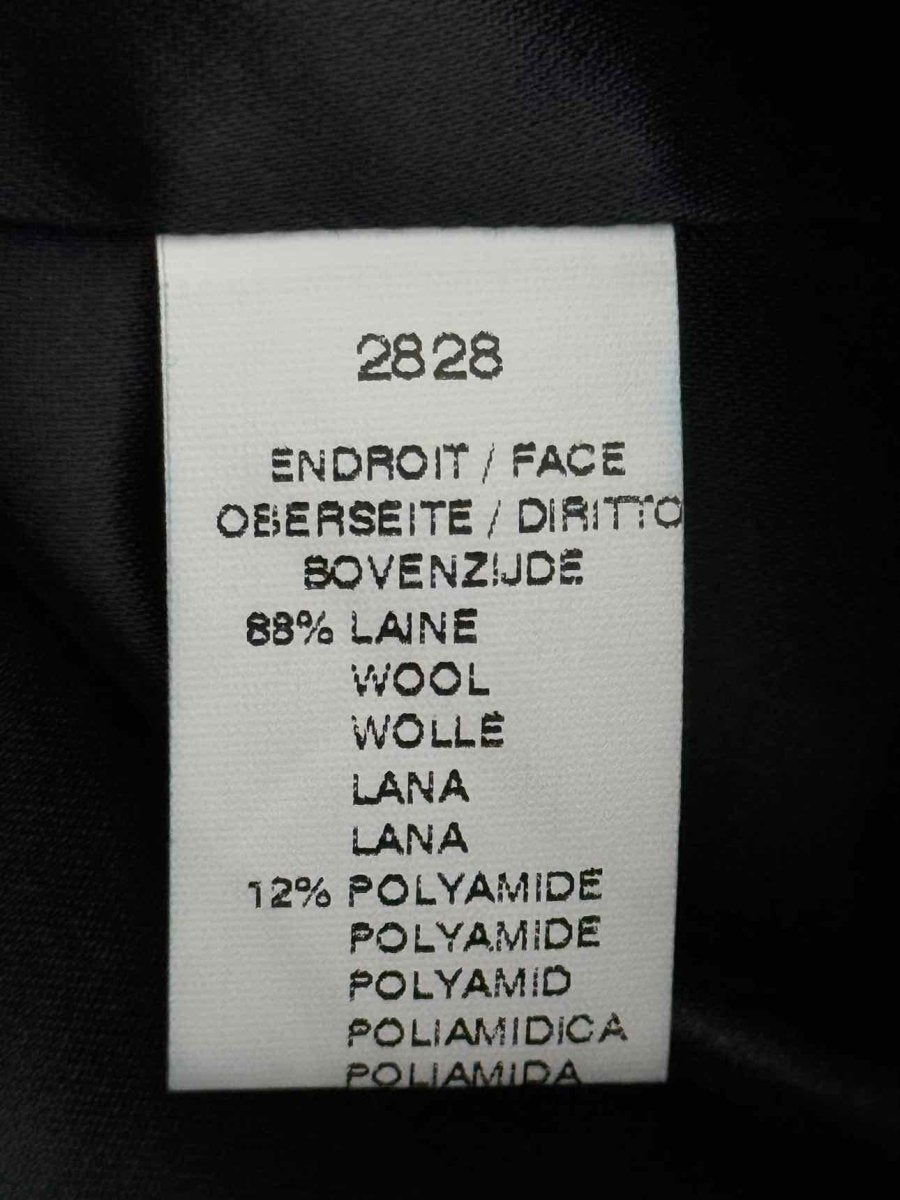 2828
ENDROIT / FACE
OBERSEITE / DIRITTO
BOVENZIJDE
88% LAINE
WOOL
WOLLE
LANA
LANA
12% POLYAMIDE
POLYAMIDE
POLYAMID
POLIAMIDICA
POLIAMIDA